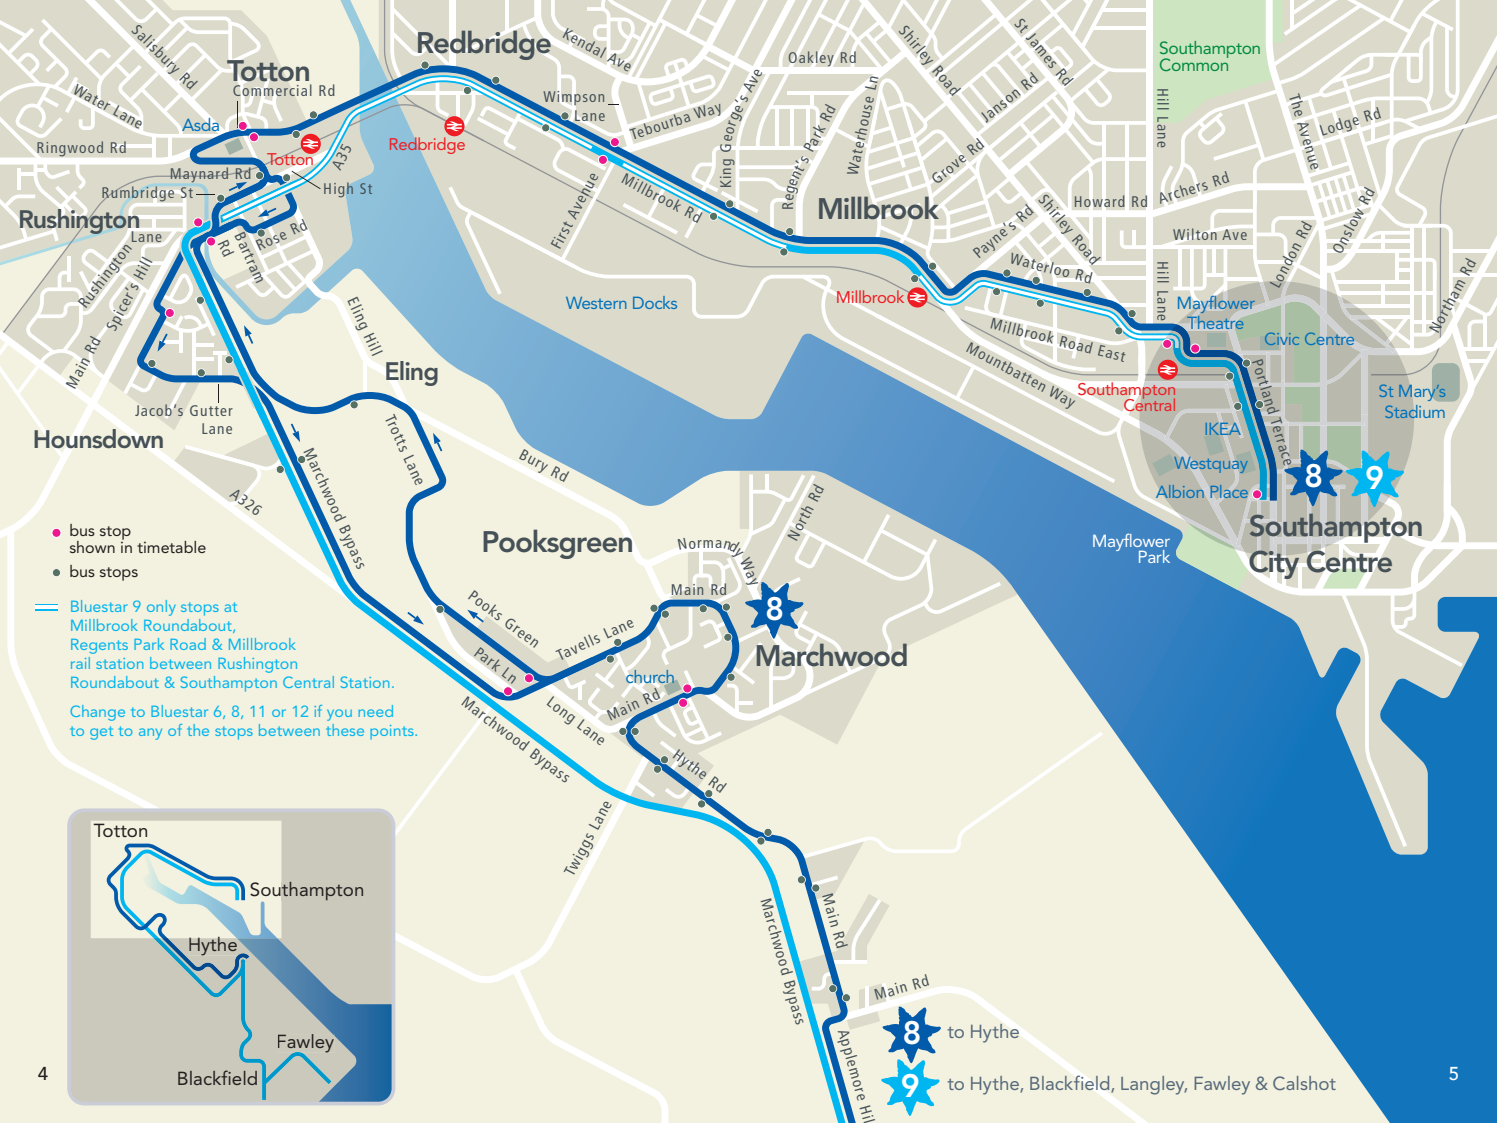 Redbridge
Kendal Ave
Oakley Rd
Shirley Road
St James Rd
Southampton
Common
Salisbury Rd
Totton
Commercial Rd
Water Lane
Asda
Ringwood Rd
Totton
A35
Redbridge
Wimpson
Lane
Tebourba Way
King George's Ave
Regent's Park Rd
Waterhouse Ln
Janson Rd
Grove Rd
Hill Lane
The Avenue
Lodge Rd
Maynard Rd
Rumbridge St
High St
Rushington
Lane
Rushington
Spicer's Hill
Main Rd
Bartram
Rd
Rose Rd
First Avenue
Millbrook Rd
Millbrook
Howard Rd
Archers Rd
Shirley Road
Payne's Rd
Wilton Ave
London Rd
Onslow Rd
Northam Rd
Waterloo Rd
Hill Lane
Eling Hill
Western Docks
Millbrook
Mayflower
Theatre
Civic Centre
Millbrook Road East
Mountbatten Way
Southampton
Central
Portland Terrace
St Mary's
Stadium
Eling
Jacob's Gutter
Lane
Hounsdown
Trotts Lane
Bury Rd
IKEA
Westquay
Albion Place
8
9
Southampton
City Centre
Mayflower
Park
A326
Marchwood Bypass
bus stop
shown in timetable
bus stops
Bluestar 9 only stops at
Millbrook Roundabout,
Regents Park Road & Millbrook
rail station between Rushington
Roundabout & Southampton Central Station.
Change to Bluestar 6, 8, 11 or 12 if you need
to get to any of the stops between these points.
Pooksgreen
North Rd
Normandy Way
Main Rd
8
Marchwood
Pooks Green
Tavells Lane
Park Ln
church
Main Rd
Long Lane
Marchwood Bypass
Hythe Rd
Twiggs Lane
Marchwood Bypass
Main Rd
Main Rd
Applemore Hil
8
to Hythe
9
to Hythe, Blackfield, Langley, Fawley & Calshot
Totton
Southampton
Hythe
Fawley
Blackfield
4
5